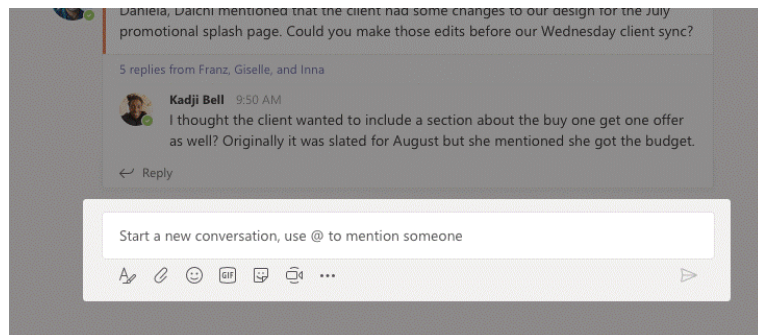 Daniela, Daichi mentioned that the client had some changes to our design for the July
promotional splash page. Could you make those edits before our Wednesday client sync?
5 replies from Franz, Giselle, and Inna
Kadji Bell 9:50 AM
I thought the client wanted to include a section about the buy one get one offer
as well? Originally it was slated for August but she mentioned she got the budget.
Reply
Start a new conversation, use @ to mention someone
GIF